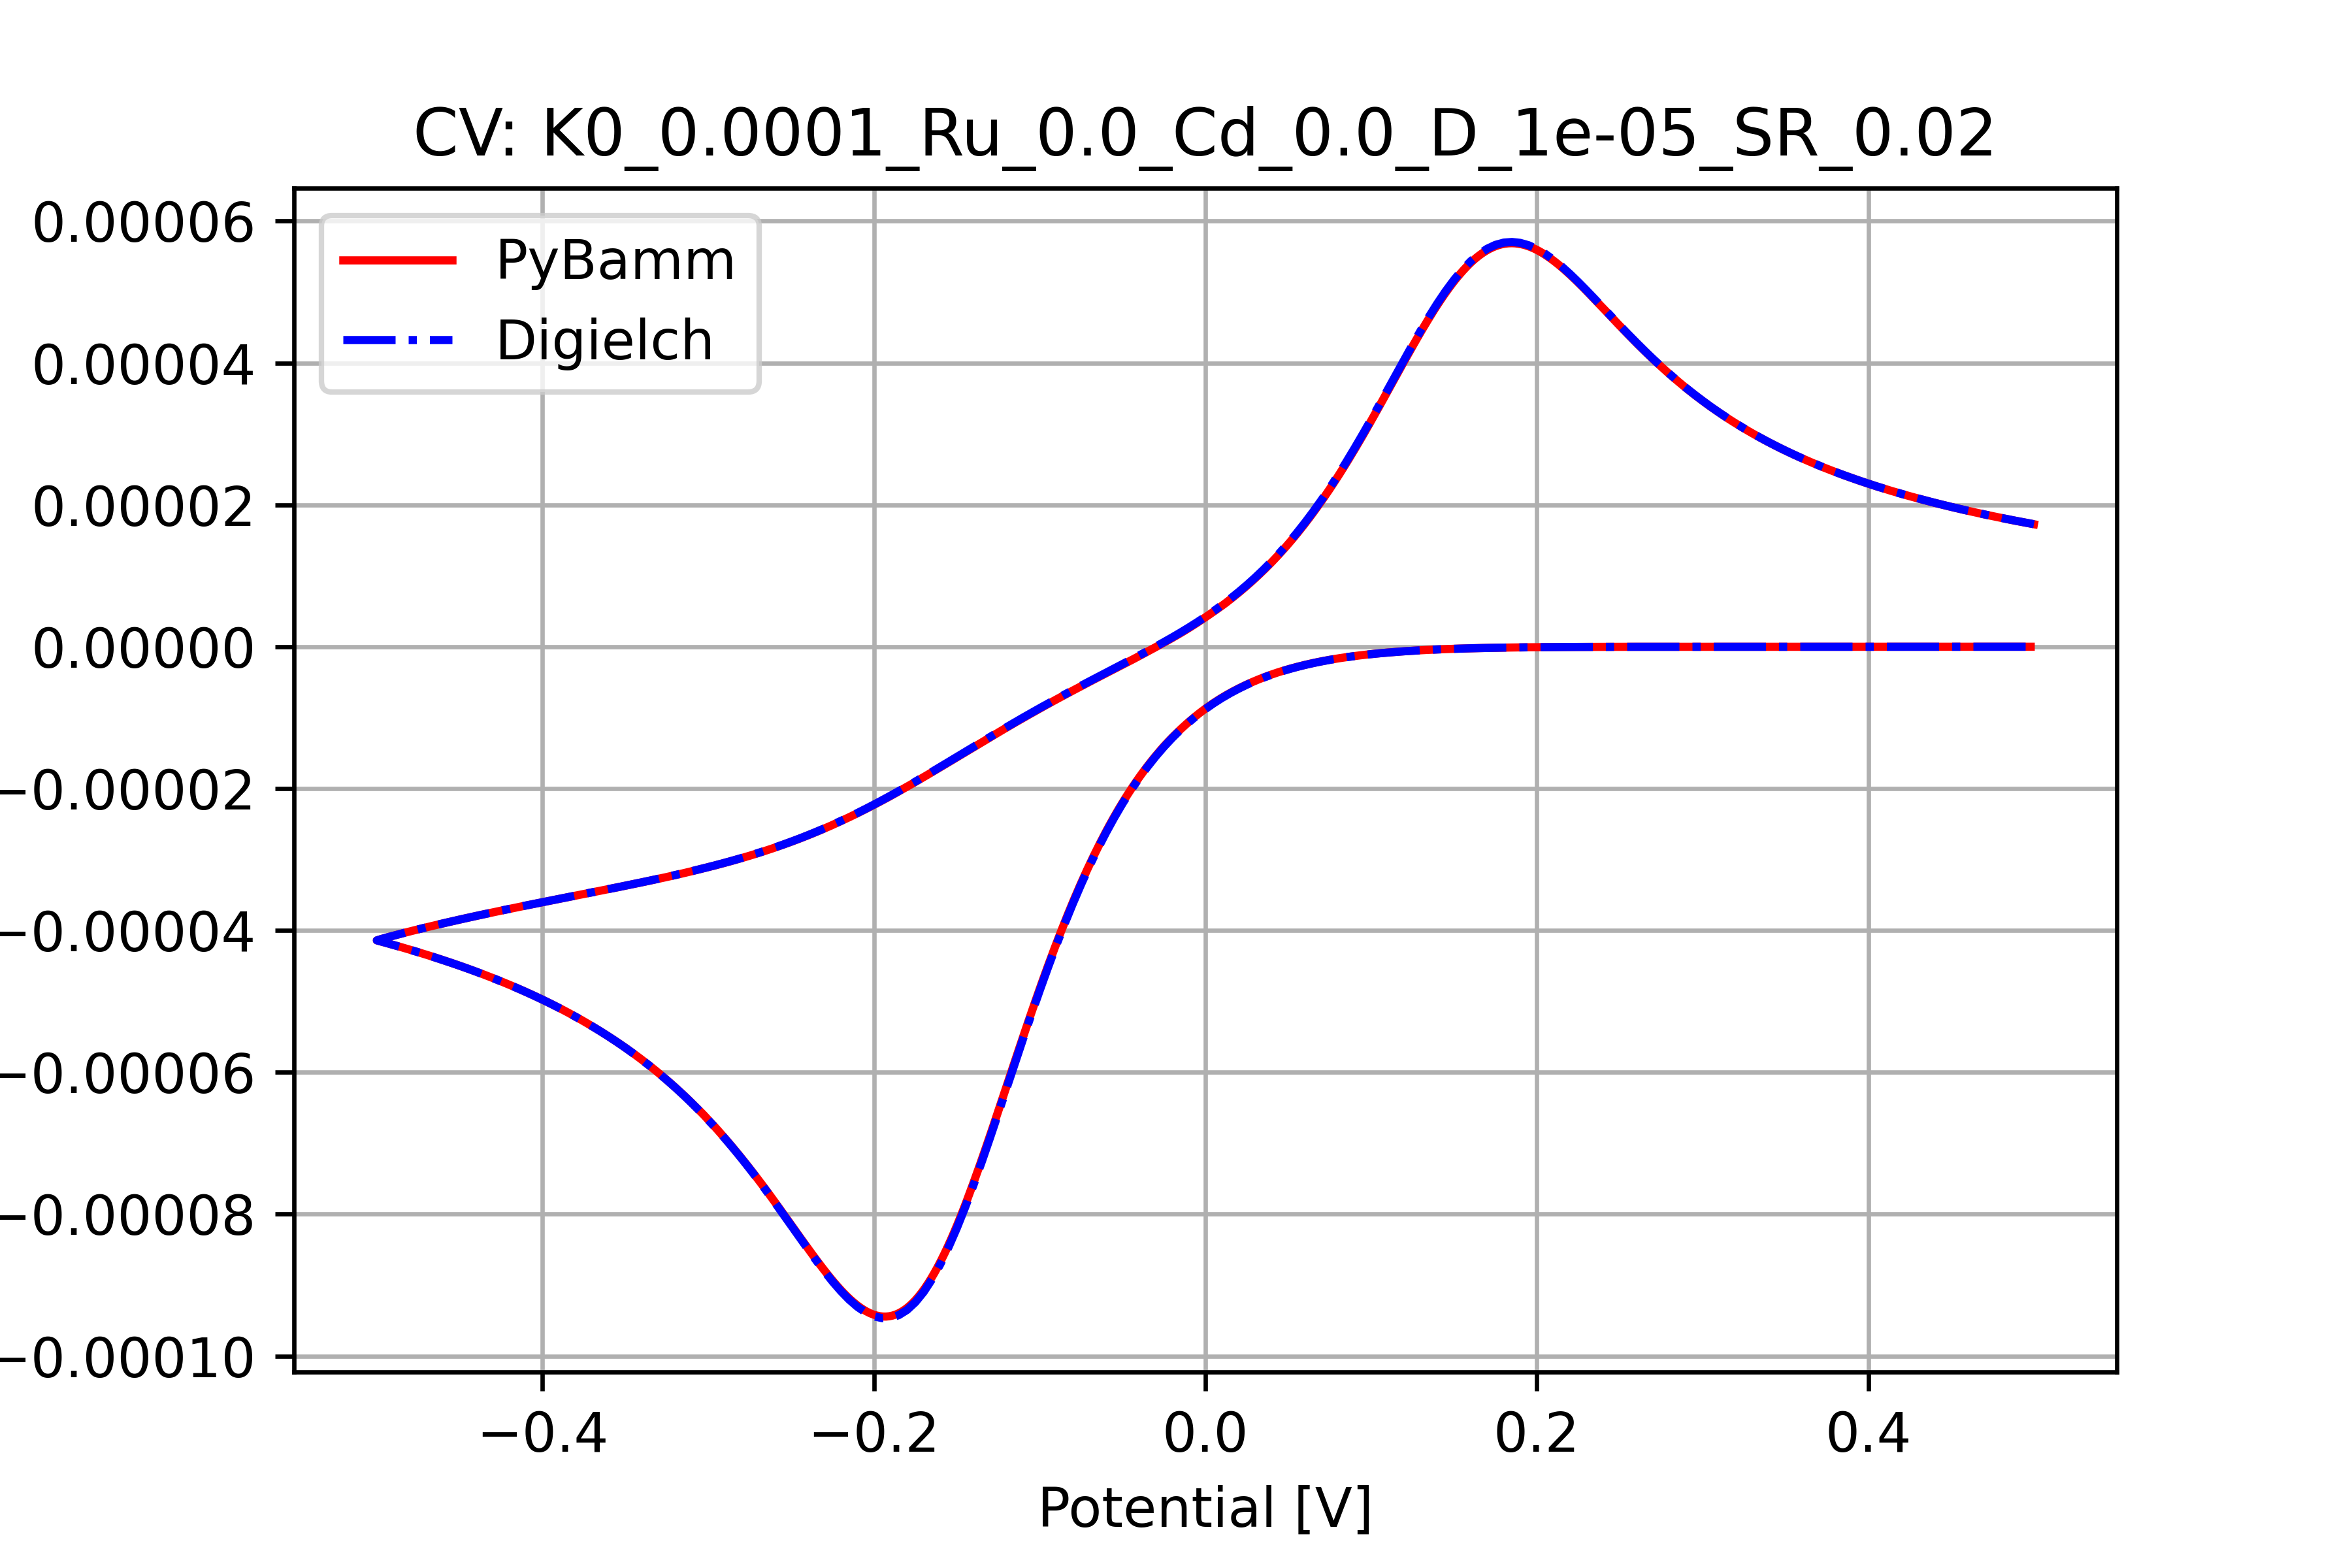 CV: K0_0.0001_Ru_0.0_Cd_0.0_D_1e-05_SR_0.02
PyBamm
Digielch
0.00006
0.00004
0.00002
0.00000
−0.00002
−0.00004
−0.00006
−0.00008
−0.00010
−0.4 −0.2 0.0 0.2 0.4
Potential [V]